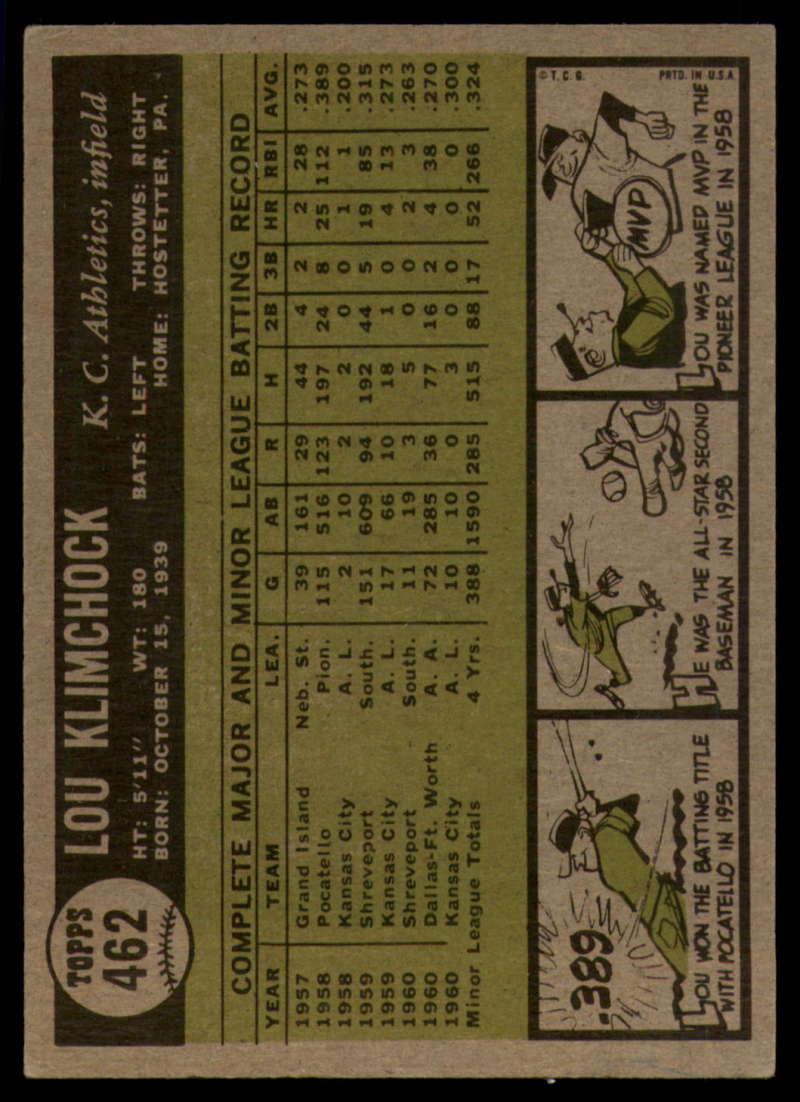 TOPPS
462
LOU KLIMCHOCK K. C. Athletics, infield
HT: 5'11" WT: 180 BATS: LEFT THROWS: RIGHT
BORN: OCTOBER 15, 1939 HOME: HOSTETTER, PA.
COMPLETE MAJOR AND MINOR LEAGUE BATTING RECORD
YEAR TEAM LEA. G AB R H 2B 3B HR RBI AVG.
1957 Grand Island Neb. St. 39 161 29 44 4 2 2 28 .273
1958 Pocatello Pion. 115 516 123 197 24 8 25 112 .389
1958 Kansas City A. L. 2 10 2 2 0 0 1 1 .200
1959 Shreveport South. 151 609 94 192 44 5 19 85 .315
1959 Kansas City A. L. 17 66 10 18 1 0 4 13 .273
1960 Shreveport South. 11 19 3 5 0 0 2 3 .263
1960 Dallas-Ft. Worth A. A. 72 285 36 77 16 2 4 38 .270
1960 Kansas City A. L. 10 10 0 3 0 0 0 0 .300
Minor League Totals 4 Yrs. 388 1590 285 515 88 17 52 266 .324
.389
LOU WON THE BATTING TITLE
WITH POCATELLO IN 1958
HE WAS THE ALL-STAR SECOND
BASEMAN IN 1958
© T. C. G. PRTD. IN U.S.A.
MVP
LOU WAS NAMED MVP IN THE
PIONEER LEAGUE IN 1958